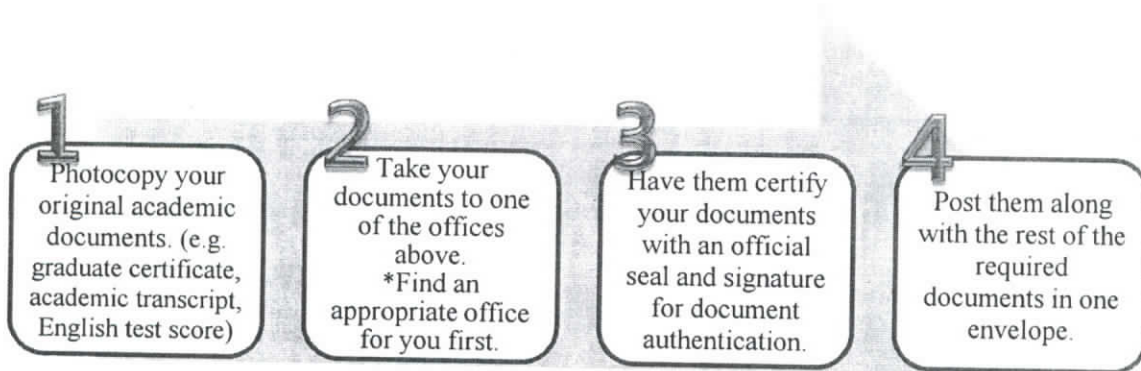 1
Photocopy your
original academic
documents. (e.g.
graduate certificate,
academic transcript,
English test score)
2
Take your
documents to one
of the offices
above.
*Find an
appropriate office
for you first.
3
Have them certify
your documents
with an official
seal and signature
for document
authentication.
4
Post them along
with the rest of the
required
documents in one
envelope.